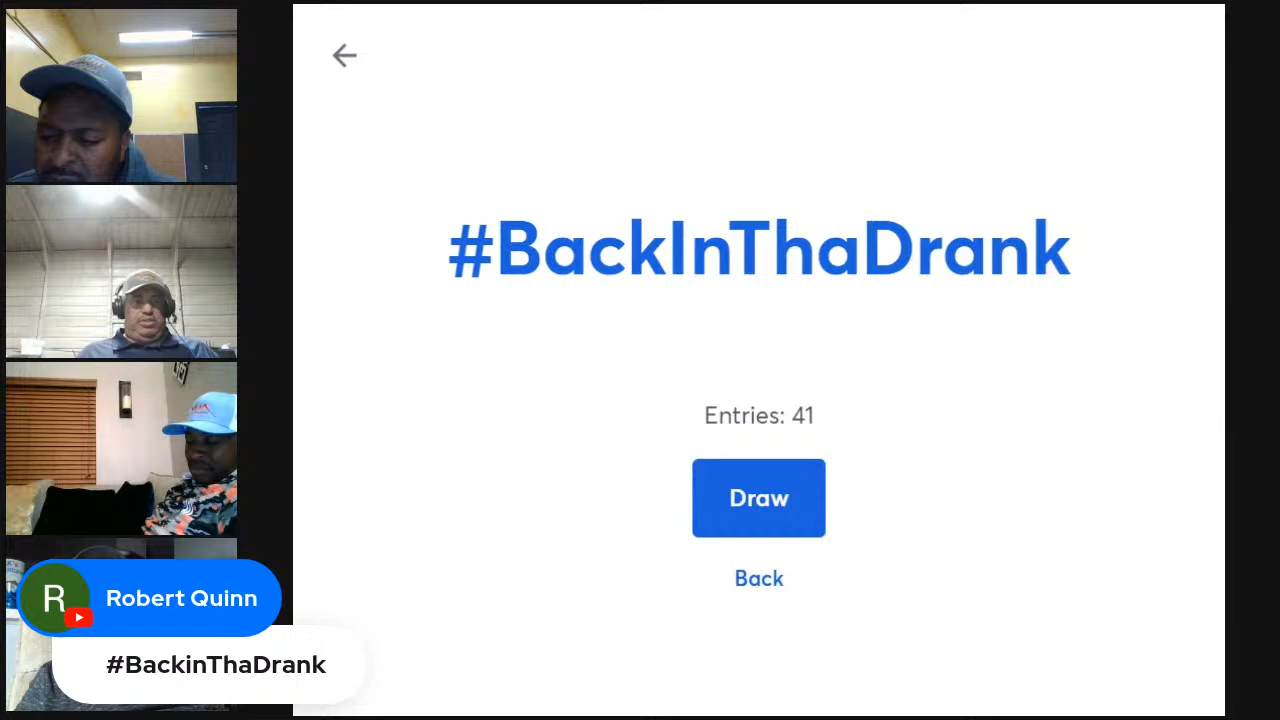 #BackInThaDrank
Entries: 41
Draw
Back
R
Robert Quinn
#BackinThaDrank